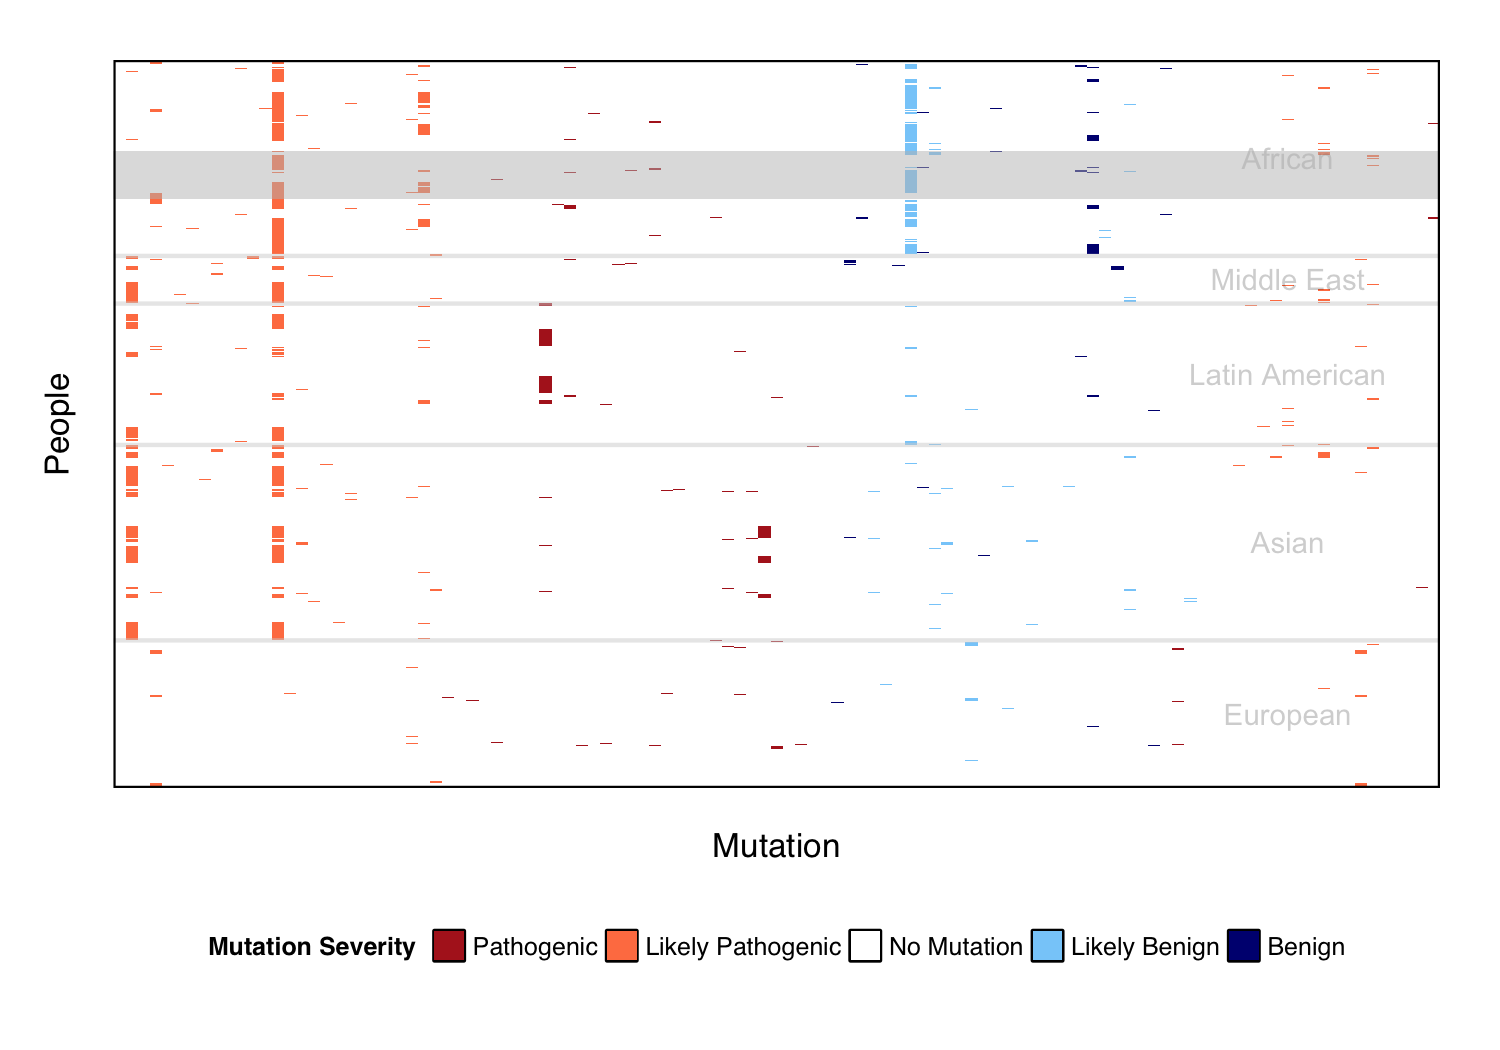 African
Middle East
Latin American
Asian
European
People
Mutation
Mutation Severity Pathogenic Likely Pathogenic No Mutation Likely Benign Benign